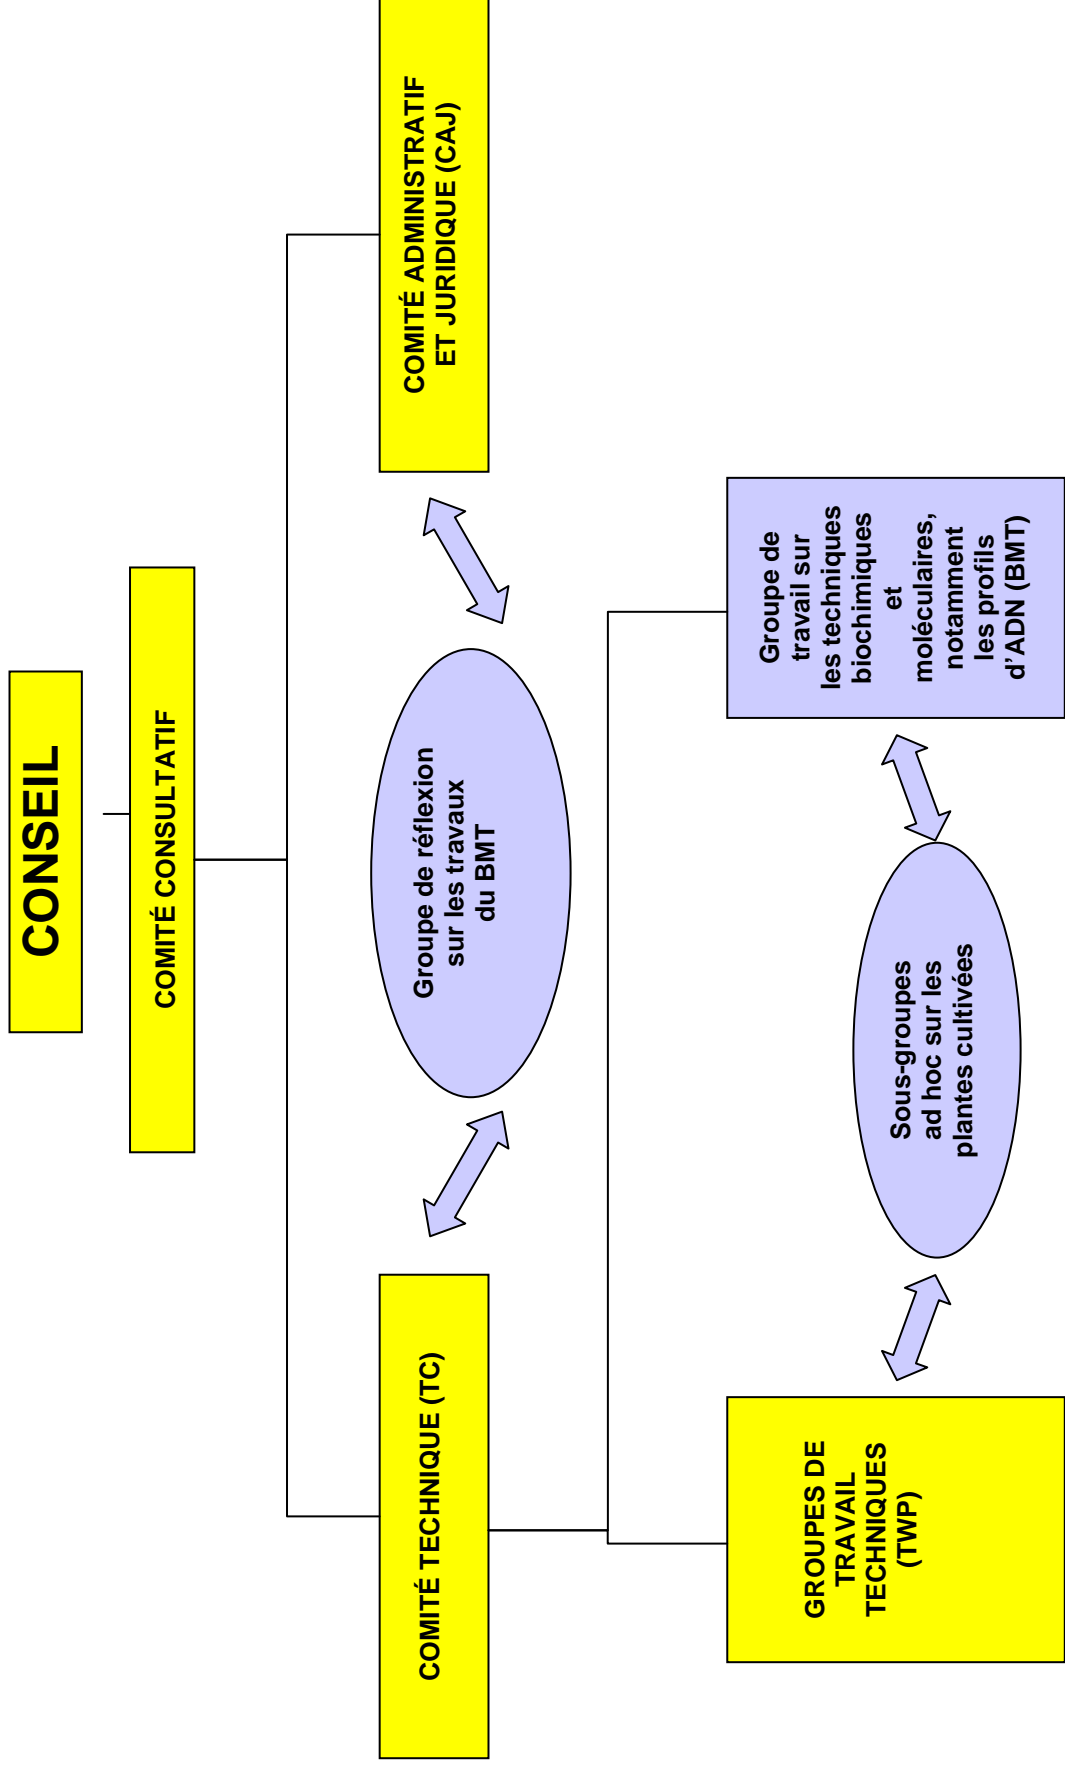 CONSEIL
COMITÉ CONSULTATIF
COMITÉ TECHNIQUE (TC)
Groupe de réflexion
sur les travaux
du BMT
COMITÉ ADMINISTRATIF
ET JURIDIQUE (CAJ)
GROUPES DE
TRAVAIL
TECHNIQUES
(TWP)
Sous-groupes
ad hoc sur les
plantes cultivées
Groupe de
travail sur
les techniques
biochimiques
et
moléculaires,
notamment
les profils
d’ADN (BMT)